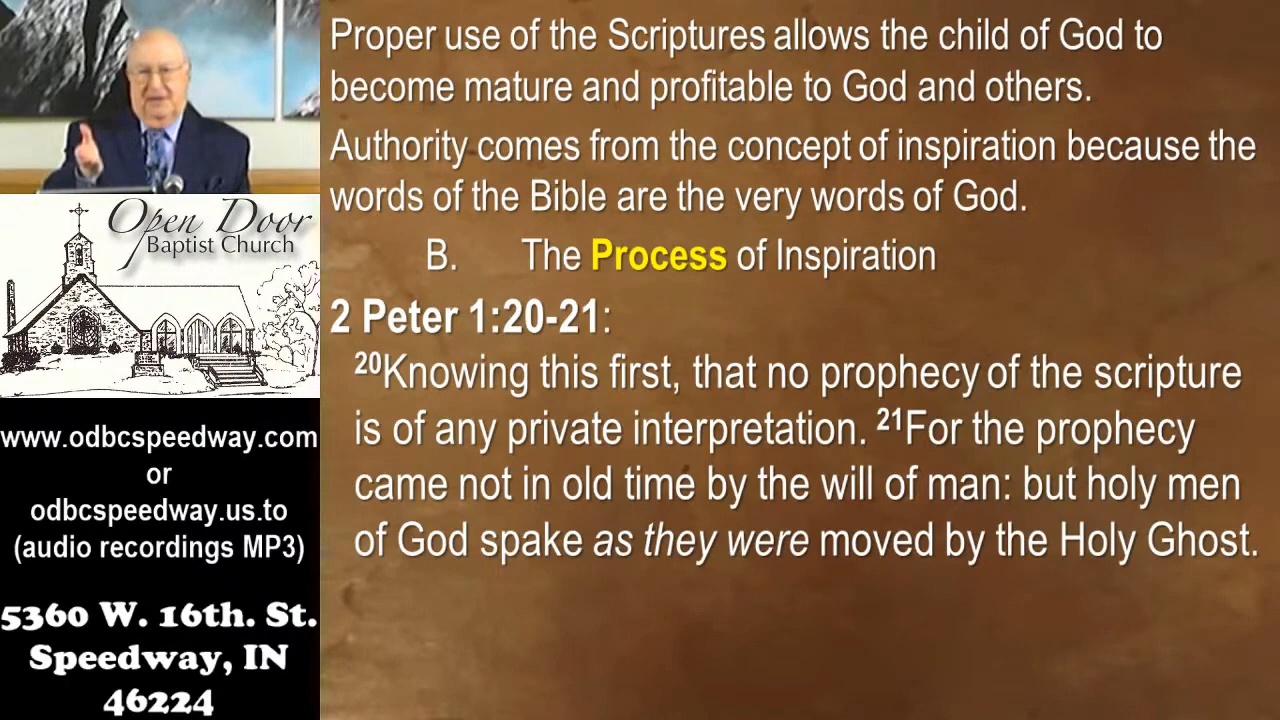 Proper use of the Scriptures allows the child of God to
become mature and profitable to God and others.
Authority comes from the concept of inspiration because the
words of the Bible are the very words of God.
B. The Process of Inspiration
2 Peter 1:20-21:
20Knowing this first, that no prophecy of the scripture
is of any private interpretation. 21For the prophecy
came not in old time by the will of man: but holy men
of God spake as they were moved by the Holy Ghost.
Open Door
Baptist Church
www.odbcspeedway.com
or
odbcspeedway.us.to
(audio recordings MP3)
5360 W. 16th. St.
Speedway, IN
46224